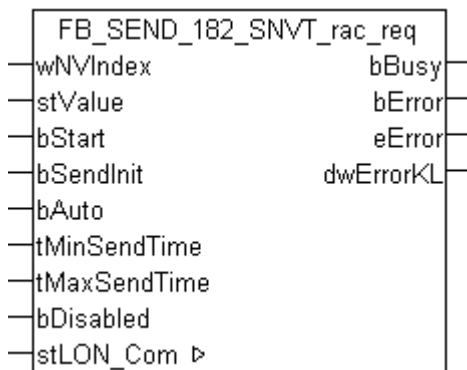 FB_SEND_182_SNVT_rac_req
wNVIndex bBusy
stValue bError
bStart eError
bSendInit dwErrorKL
bAuto
tMinSendTime
tMaxSendTime
bDisabled
stLON_Com ▷